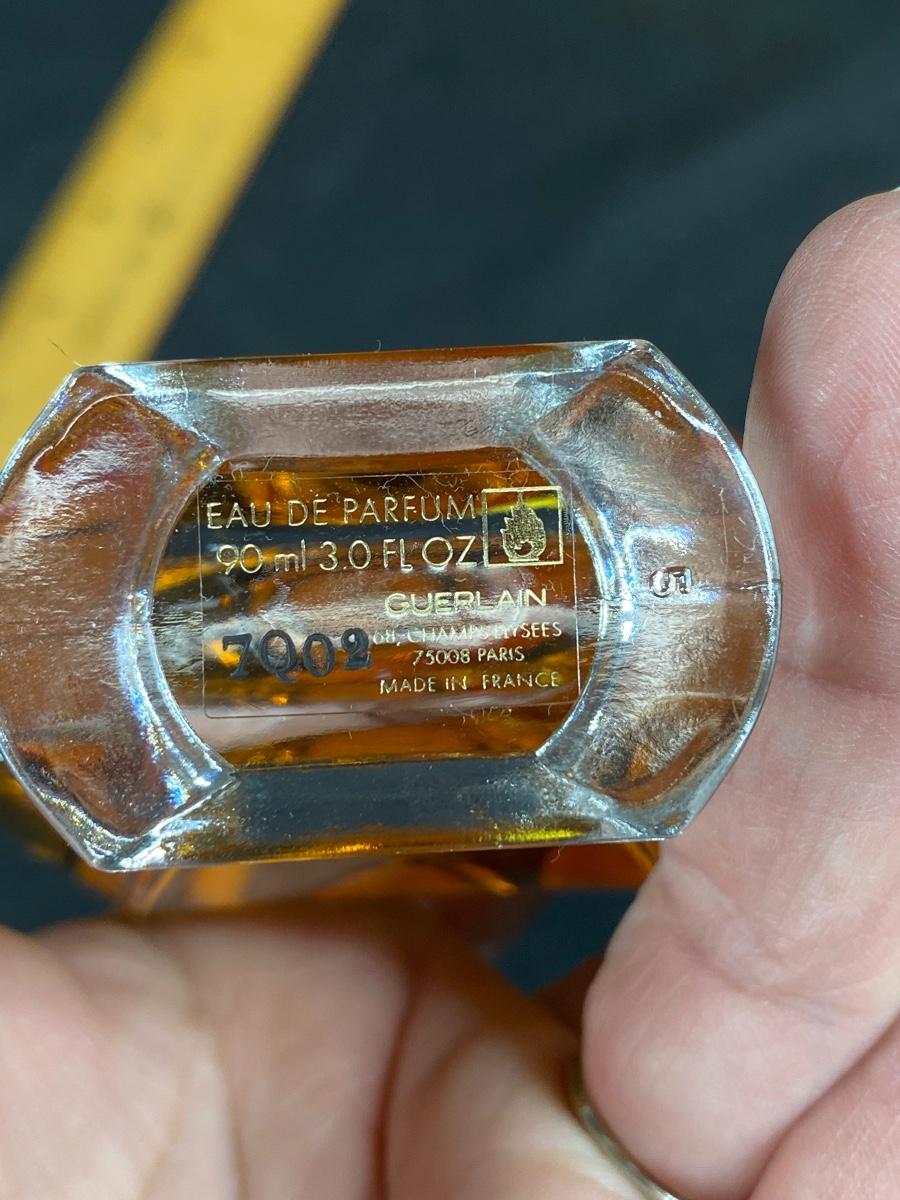 EAU DE PARFUM
90 ml 3.0 FL OZ
GUERLAIN
68, CHAMPS ELYSEES
7Q02
75008 PARIS
MADE IN FRANCE